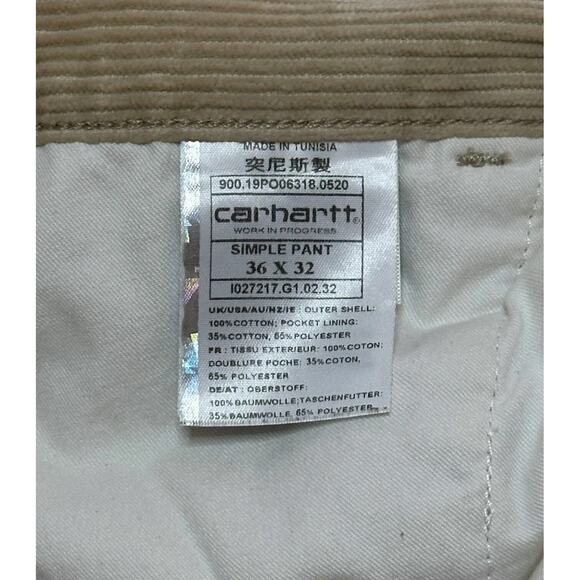 MADE IN TUNISIA
突尼斯製
900.19PO06318.0520
carhartt®
WORK IN PROGRESS
SIMPLE PANT
36 X 32
I027217.G1.02.32
UK/USA/AU/NZ/IE : OUTER SHELL:
100%COTTON; POCKET LINING:
35%COTTON, 65% POLYESTER
FR : TISSU EXTERIEUR: 100%COTON;
DOUBLURE POCHE: 35%COTON,
65% POLYESTER
DE/AT : OBERSTOFF:
100%BAUMWOLLE;TASCHENFUTTER:
35%BAUMWOLLE, 65% POLYESTER